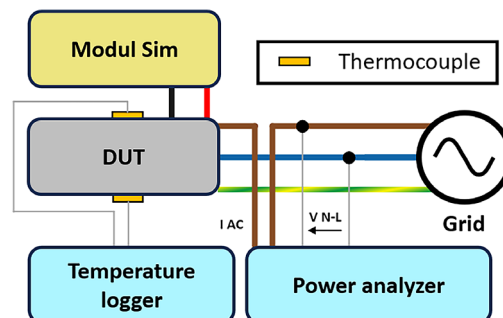 Modul Sim
Thermocouple
DUT
Grid
I AC
V N-L
Temperature
logger
Power analyzer